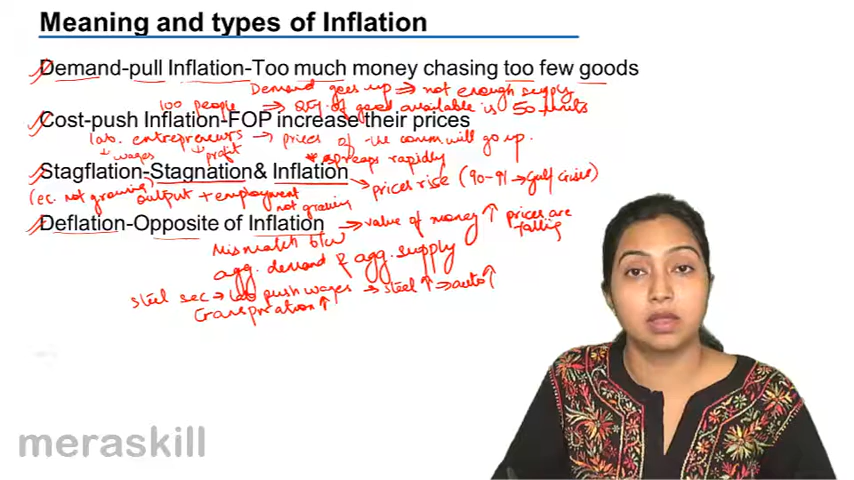 Meaning and types of Inflation
Demand-pull Inflation-Too much money chasing too few goods
Demand goes up → not enough supply
100 people → Qty. of good available is 50 units
Cost-push Inflation-FOP increase their prices
lab. entrepreneurs → prices of the comm. will go up.
↓ wages ↓ profit * spreads rapidly
Stagflation-Stagnation& Inflation
→ prices rise (90-91 → Gulf crises)
(ec. not growing) output + employment
not growing
Deflation-Opposite of Inflation
→ value of money ↑ prices are
falling
Mismatch b/w
agg. demand & agg. supply
steel sec → lab push wages → steel ↑ → auto ↑
transportation ↑
meraskill